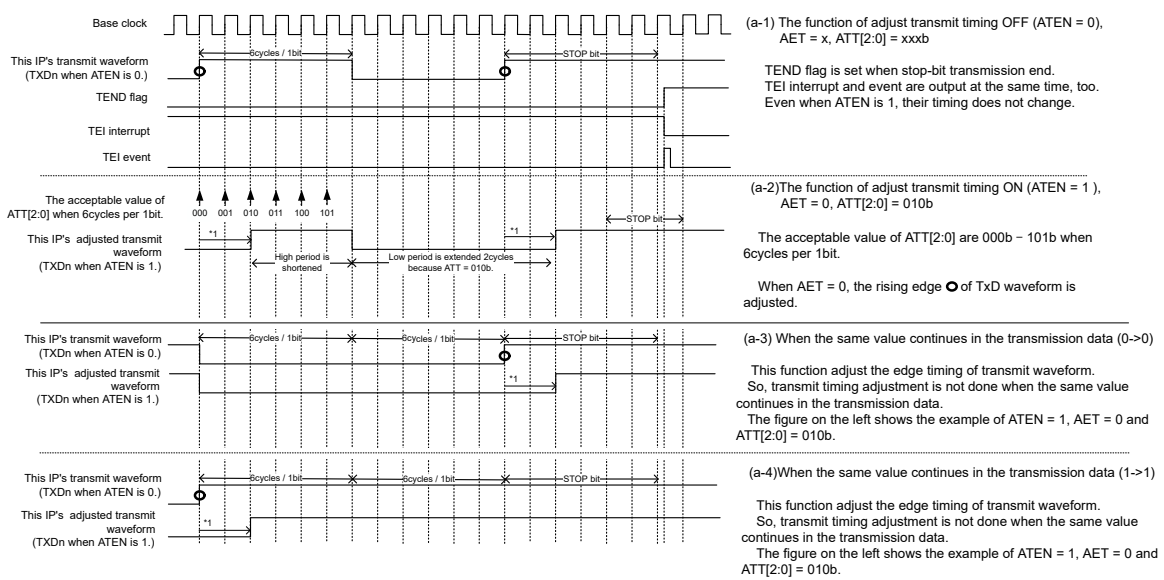 Base clock
This IP's transmit waveform
(TXDn when ATEN is 0.)
6cycles / 1bit
STOP bit
TEND flag
TEI interrupt
TEI event
(a-1) The function of adjust transmit timing OFF (ATEN = 0),
AET = x, ATT[2:0] = xxxb
TEND flag is set when stop-bit transmission end.
TEI interrupt and event are output at the same time, too.
Even when ATEN is 1, their timing does not change.
The acceptable value of
ATT[2:0] when 6cycles per 1bit.
000 001 010 011 100 101
STOP bit
This IP's adjusted transmit
waveform
(TXDn when ATEN is 1.)
*1
*1
High period is
shortened
Low period is extended 2cycles
because ATT = 010b.
(a-2)The function of adjust transmit timing ON (ATEN = 1 ),
AET = 0, ATT[2:0] = 010b
The acceptable value of ATT[2:0] are 000b − 101b when
6cycles per 1bit.
When AET = 0, the rising edge of TxD waveform is
adjusted.
This IP's transmit waveform
(TXDn when ATEN is 0.)
6cycles / 1bit
6cycles / 1bit
STOP bit
This IP's adjusted transmit
waveform
(TXDn when ATEN is 1.)
*1
(a-3) When the same value continues in the transmission data (0->0)
This function adjust the edge timing of transmit waveform.
So, transmit timing adjustment is not done when the same value
continues in the transmission data.
The figure on the left shows the example of ATEN = 1, AET = 0 and
ATT[2:0] = 010b.
This IP's transmit waveform
(TXDn when ATEN is 0.)
6cycles / 1bit
6cycles / 1bit
STOP bit
This IP's adjusted transmit
waveform
(TXDn when ATEN is 1.)
*1
(a-4)When the same value continues in the transmission data (1->1)
This function adjust the edge timing of transmit waveform.
So, transmit timing adjustment is not done when the same value
continues in the transmission data.
The figure on the left shows the example of ATEN = 1, AET = 0 and
ATT[2:0] = 010b.